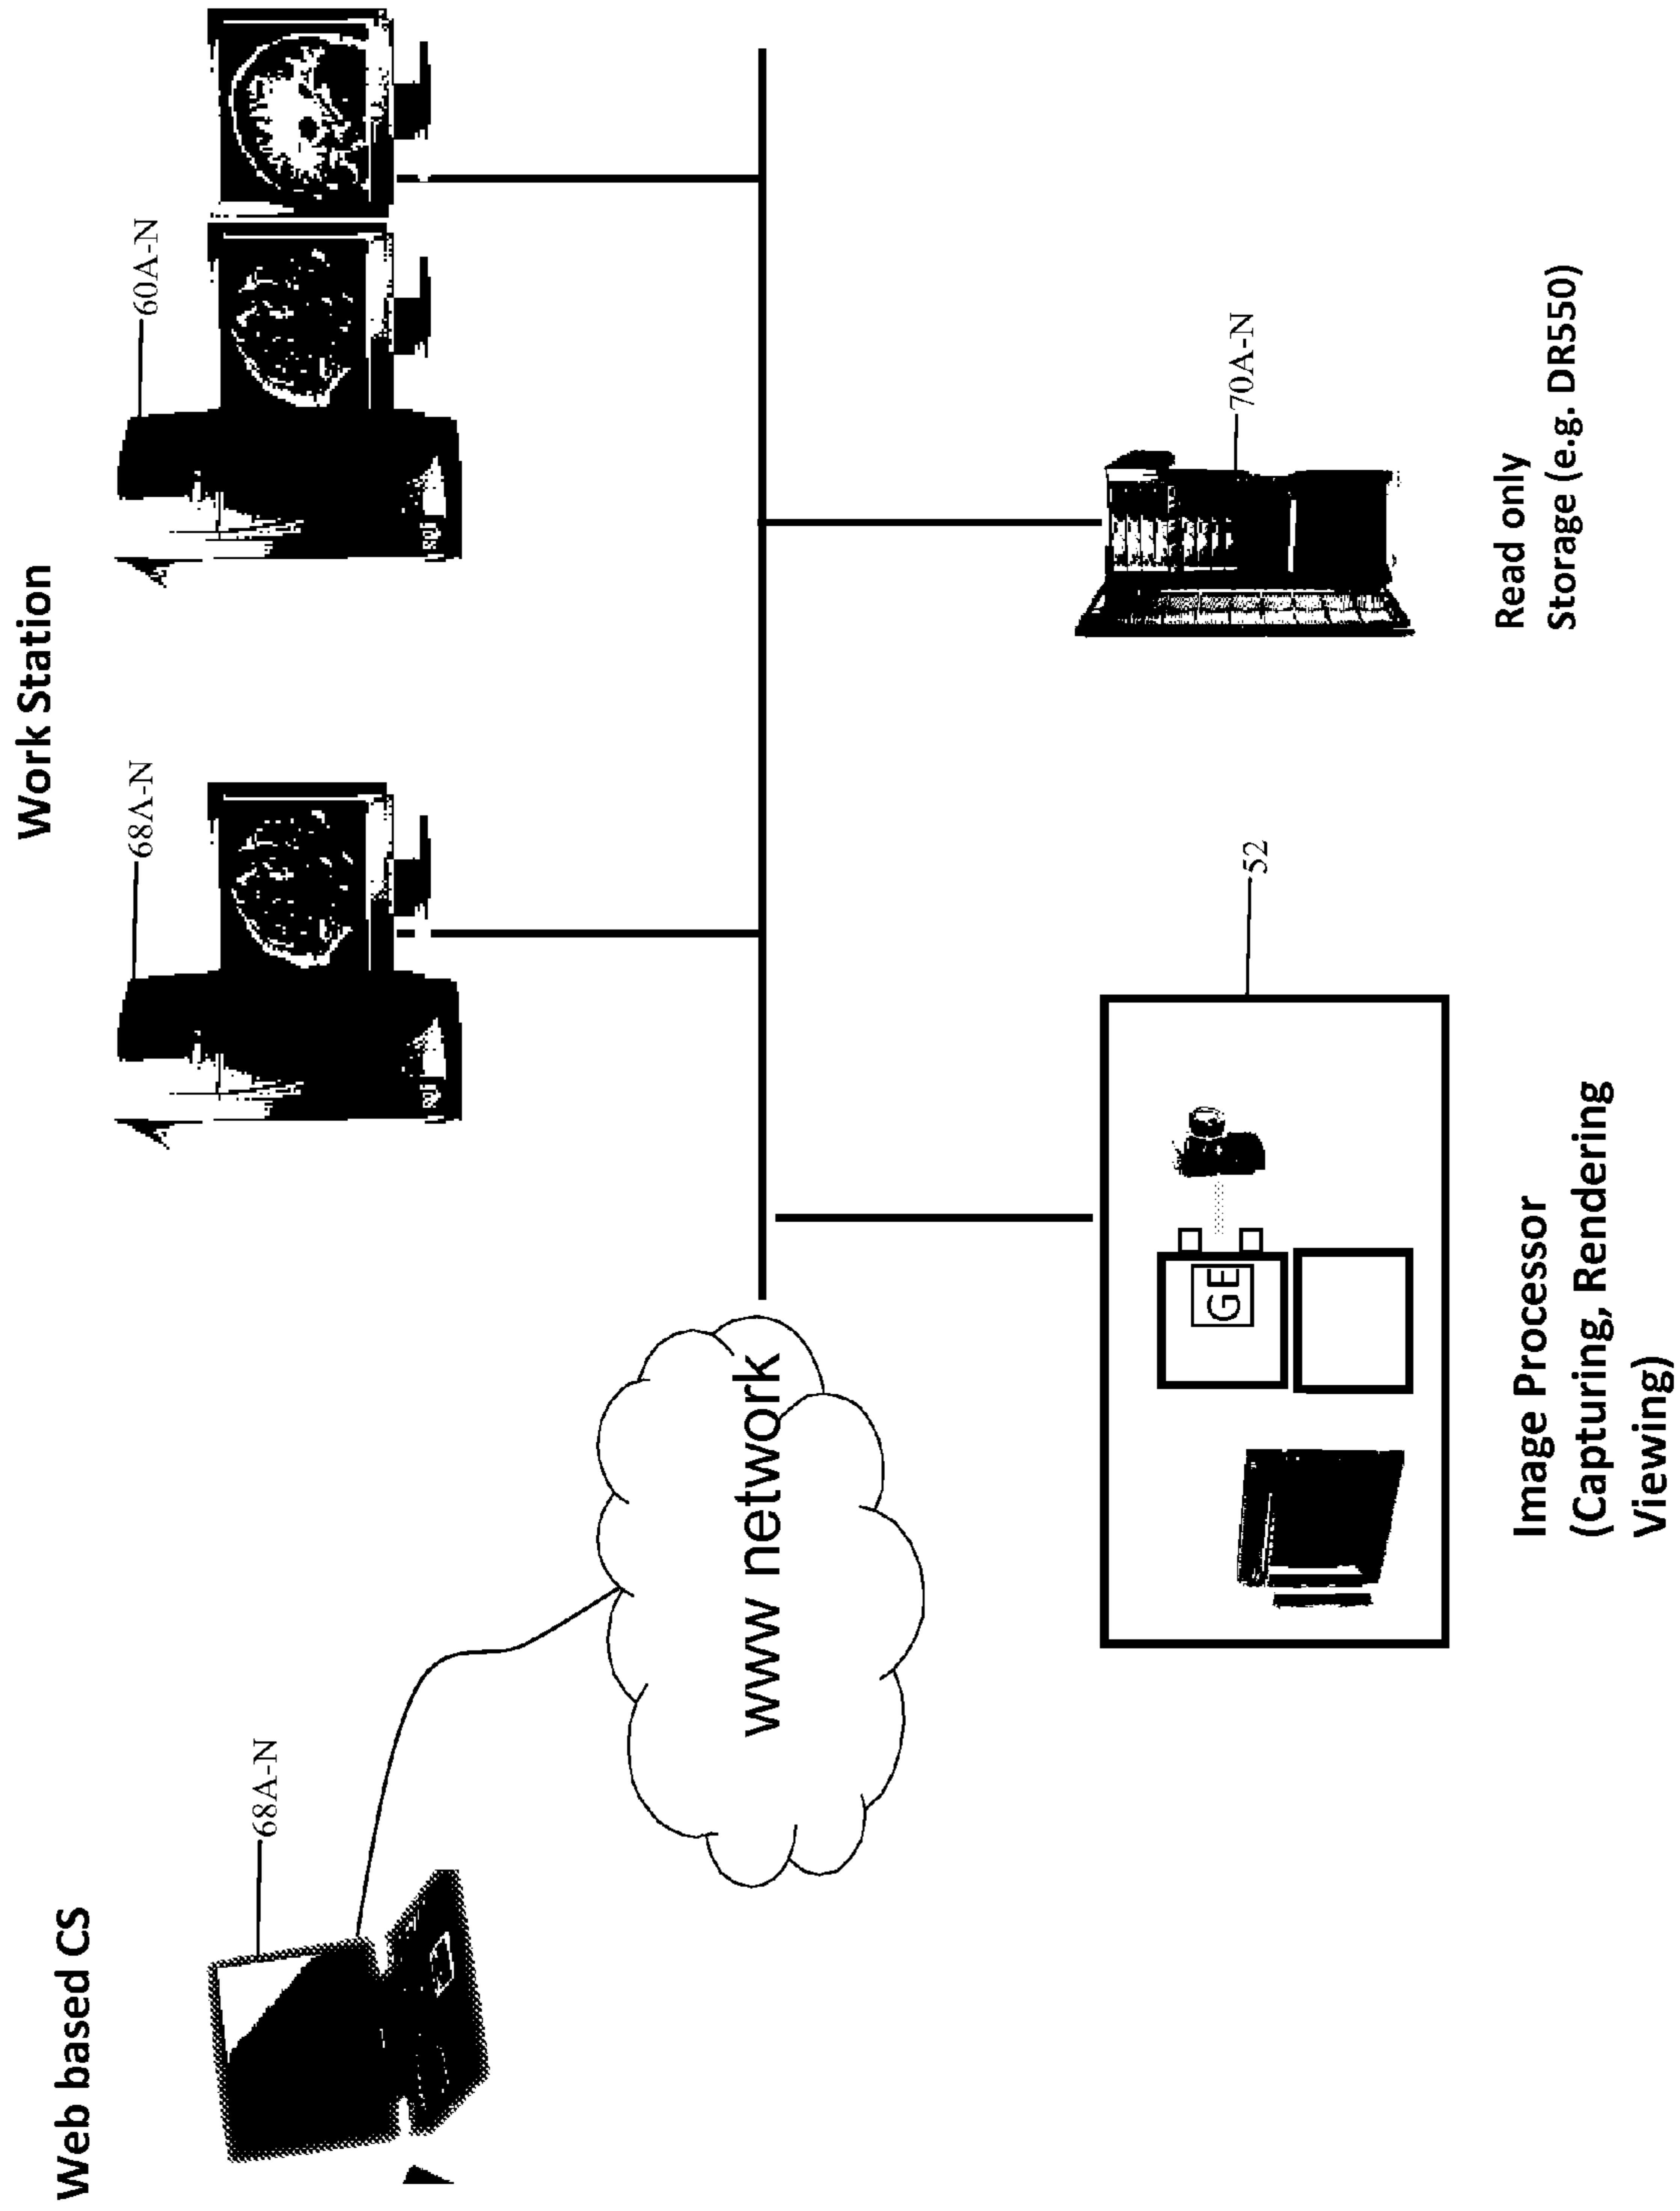 Work Station
Web based CS
68A-N
68A-N
60A-N
www network
GE
52
70A-N
Image Processor
(Capturing, Rendering
Viewing)
Read only
Storage (e.g. DR550)